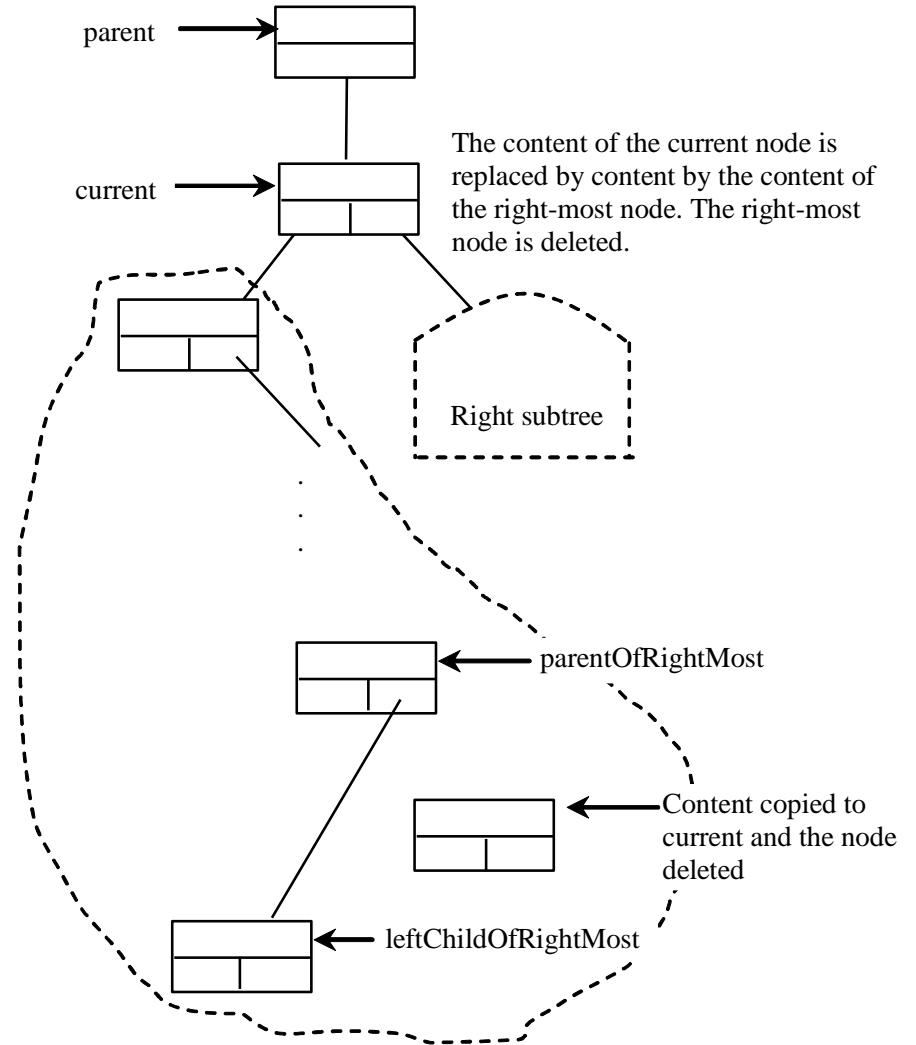 parent
The content of the current node is
replaced by content by the content of
the right-most node. The right-most
node is deleted.
current
Right subtree
.
.
.
parentOfRightMost
Content copied to
current and the node
deleted
leftChildOfRightMost